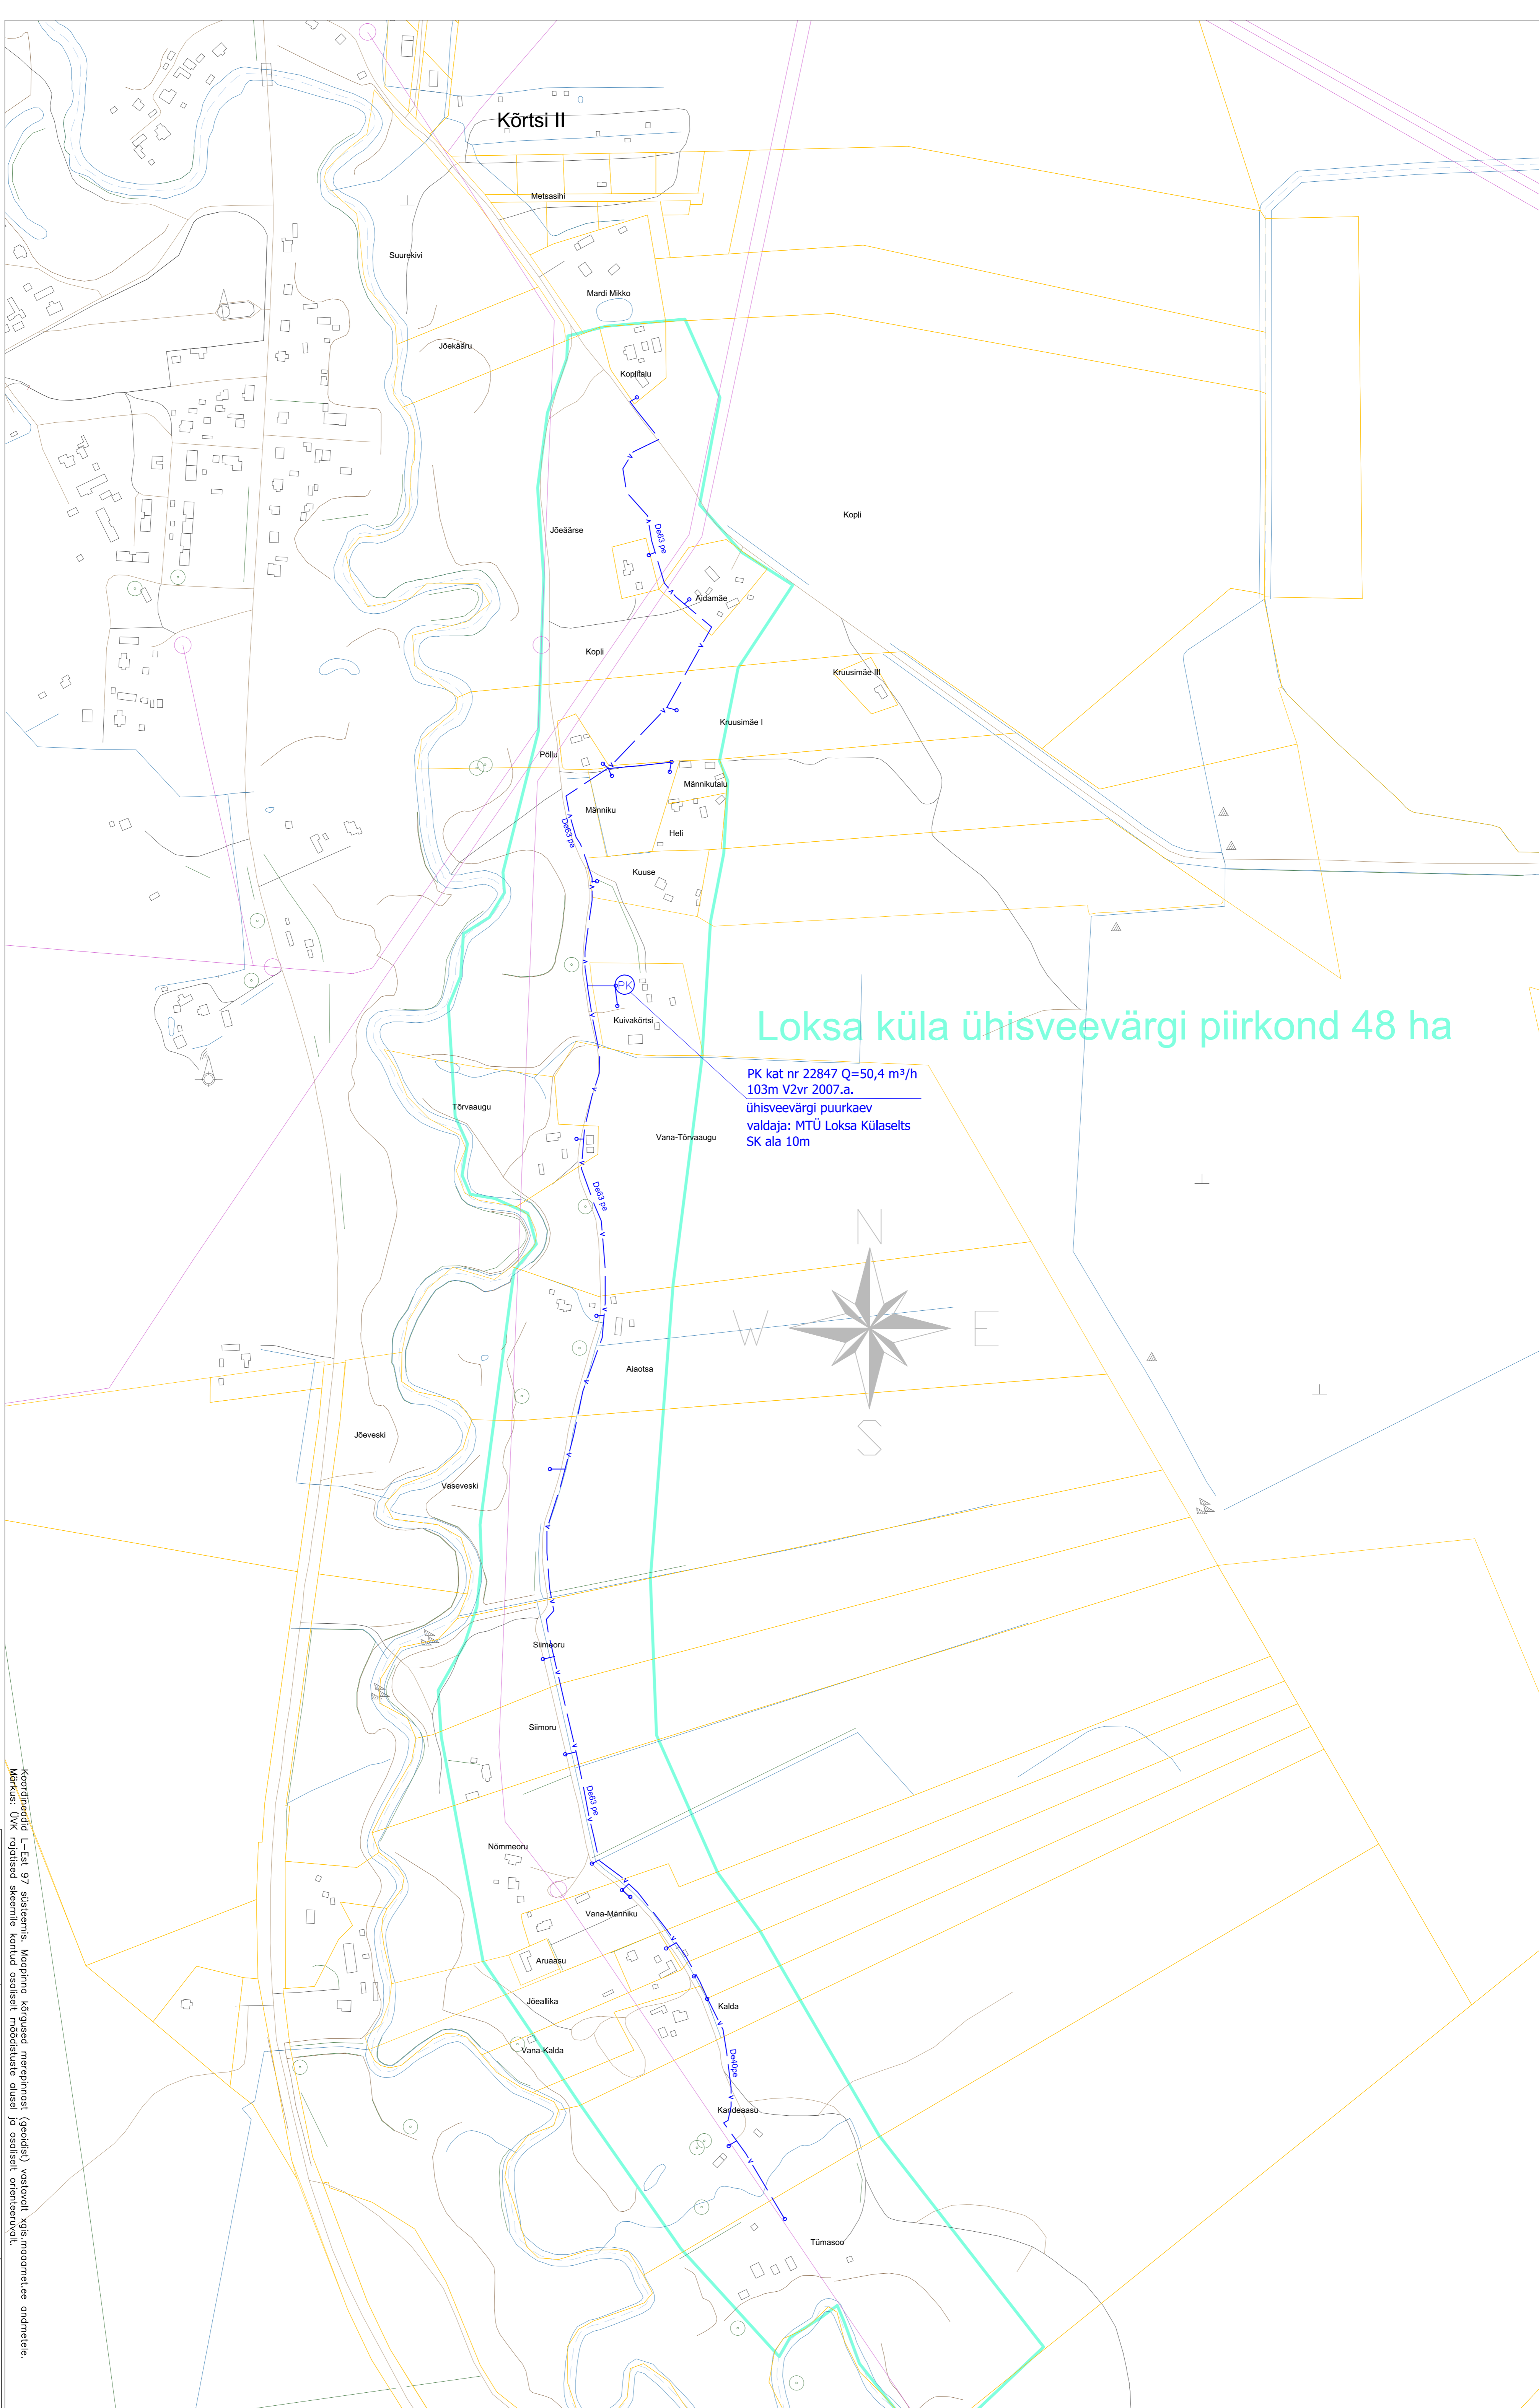 Kõrtsi II
Metsasihi
Suurekivi
Mardi Mikko
Jõekääru
Koplitalu
Kopli
Jõeäärse
De63 pe
Aidamäe
Kopli
Kruusimäe III
Kruusimäe I
Põllu
Männikutalu
Männiku
De63 pe
Heli
Kuuse
PK
Kuivakõrtsi
Loksa küla ühisveevärgi piirkond 48 ha
PK kat nr 22847 Q=50,4 m³/h
103m V2vr 2007.a.
ühisveevärgi puurkaev
valdaja: MTÜ Loksa Külaselts
SK ala 10m
Tõrvaaugu
Vana-Tõrvaaugu
De63 pe
N
W
E
S
Aiaotsa
Jõeveski
Vaseveski
Siimeoru
Siimoru
De63 pe
Nõmmeoru
Vana-Männiku
Aruaasu
Jõeallika
Kalda
Vana-Kalda
De40pe
Kandeaasu
Tümasoo
Koordinaadid L-Est 97 süsteemis. Maapinna kõrgused merepinnast (geoidist) vastavalt xgis.maaamet.ee andmetele.
Märkus: ÜVK rajatised skeemile kantud osaliselt mõõdistuste alusel ja osaliselt orienteeruvalt.